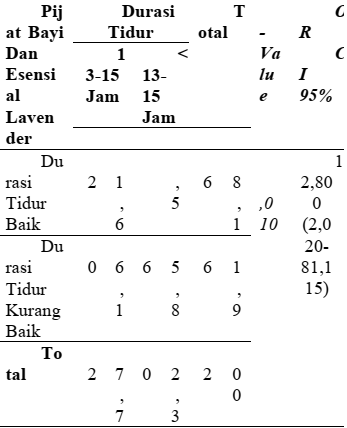 Pij Durasi T O
at Bayi Tidur otal - R
Dan 1 < Va C
Esensi 3-15 13- lu I
al Jam 15 e 95%
Laven Jam
der
Du 1
rasi 2 1 , 6 8 2,80
Tidur , 5 , ,0 0
Baik 6 1 10 (2,0
Du 20-
rasi 0 6 6 5 6 1 81,1
Tidur , , , 15)
Kurang 1 8 9
Baik
To
tal 2 7 0 2 2 0
, , 0
7 3